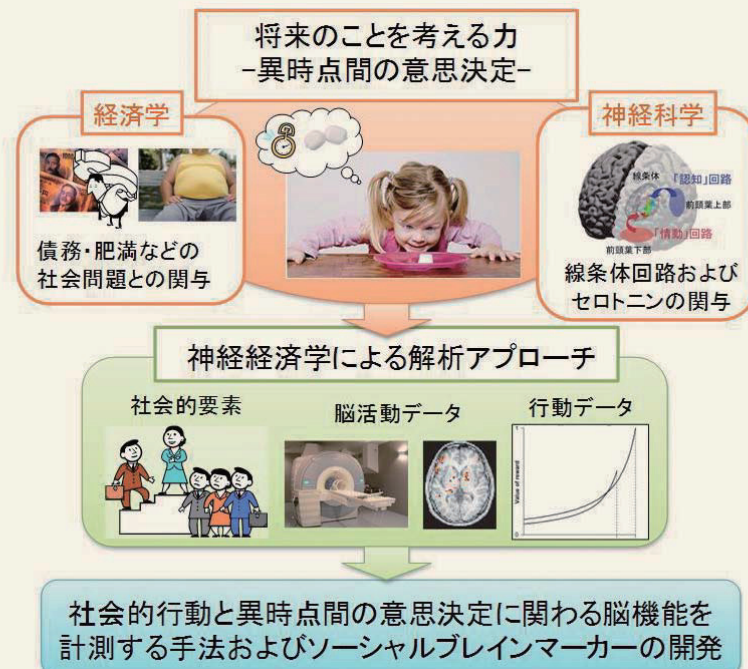 将来のことを考える力
-異時点間の意思決定-
経済学
債務・肥満などの
社会問題との関与
神経科学
線条体
「認知」回路
前頭葉上部
「情動」回路
前頭葉下部
線条体回路および
セロトニンの関与
神経経済学による解析アプローチ
社会的要素
脳活動データ
行動データ
1
Value of reward
0
社会的行動と異時点間の意思決定に関わる脳機能を
計測する手法およびソーシャルブレインマーカーの開発